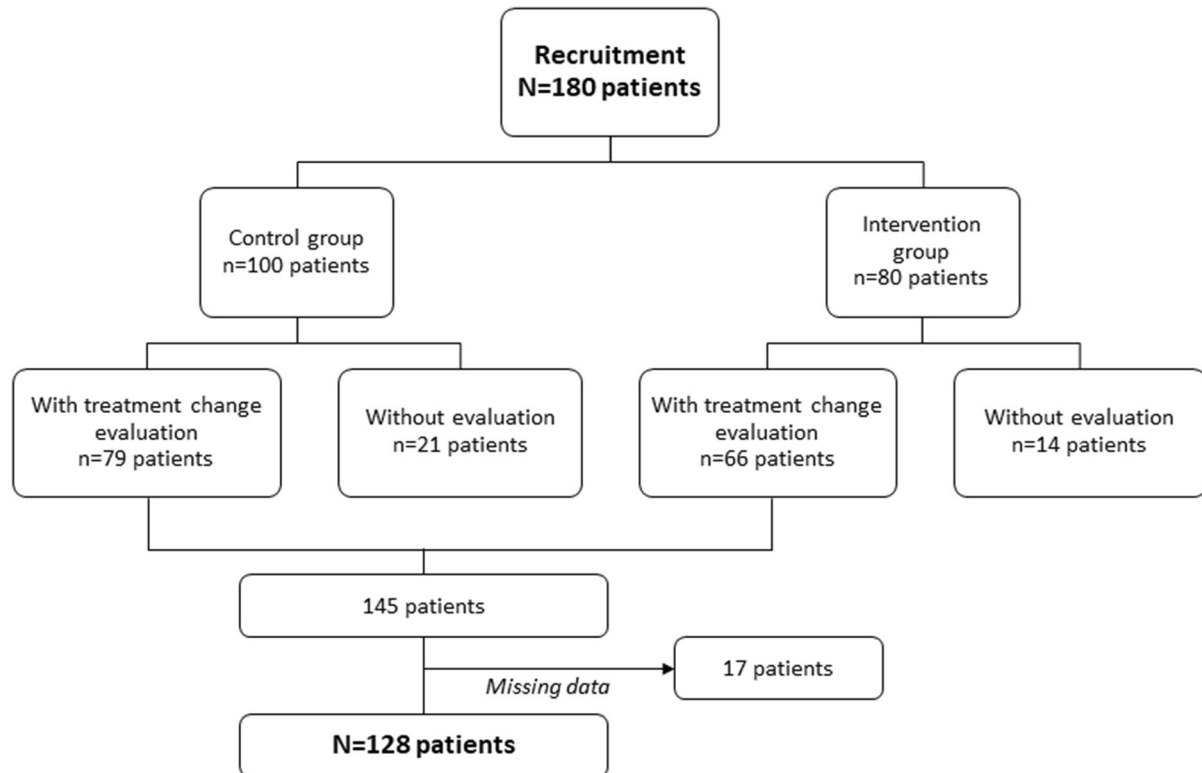 Recruitment
N=180 patients
Control group
n=100 patients
Intervention
group
n=80 patients
With treatment change
evaluation
n=79 patients
Without evaluation
n=21 patients
With treatment change
evaluation
n=66 patients
Without evaluation
n=14 patients
145 patients
17 patients
Missing data
N=128 patients